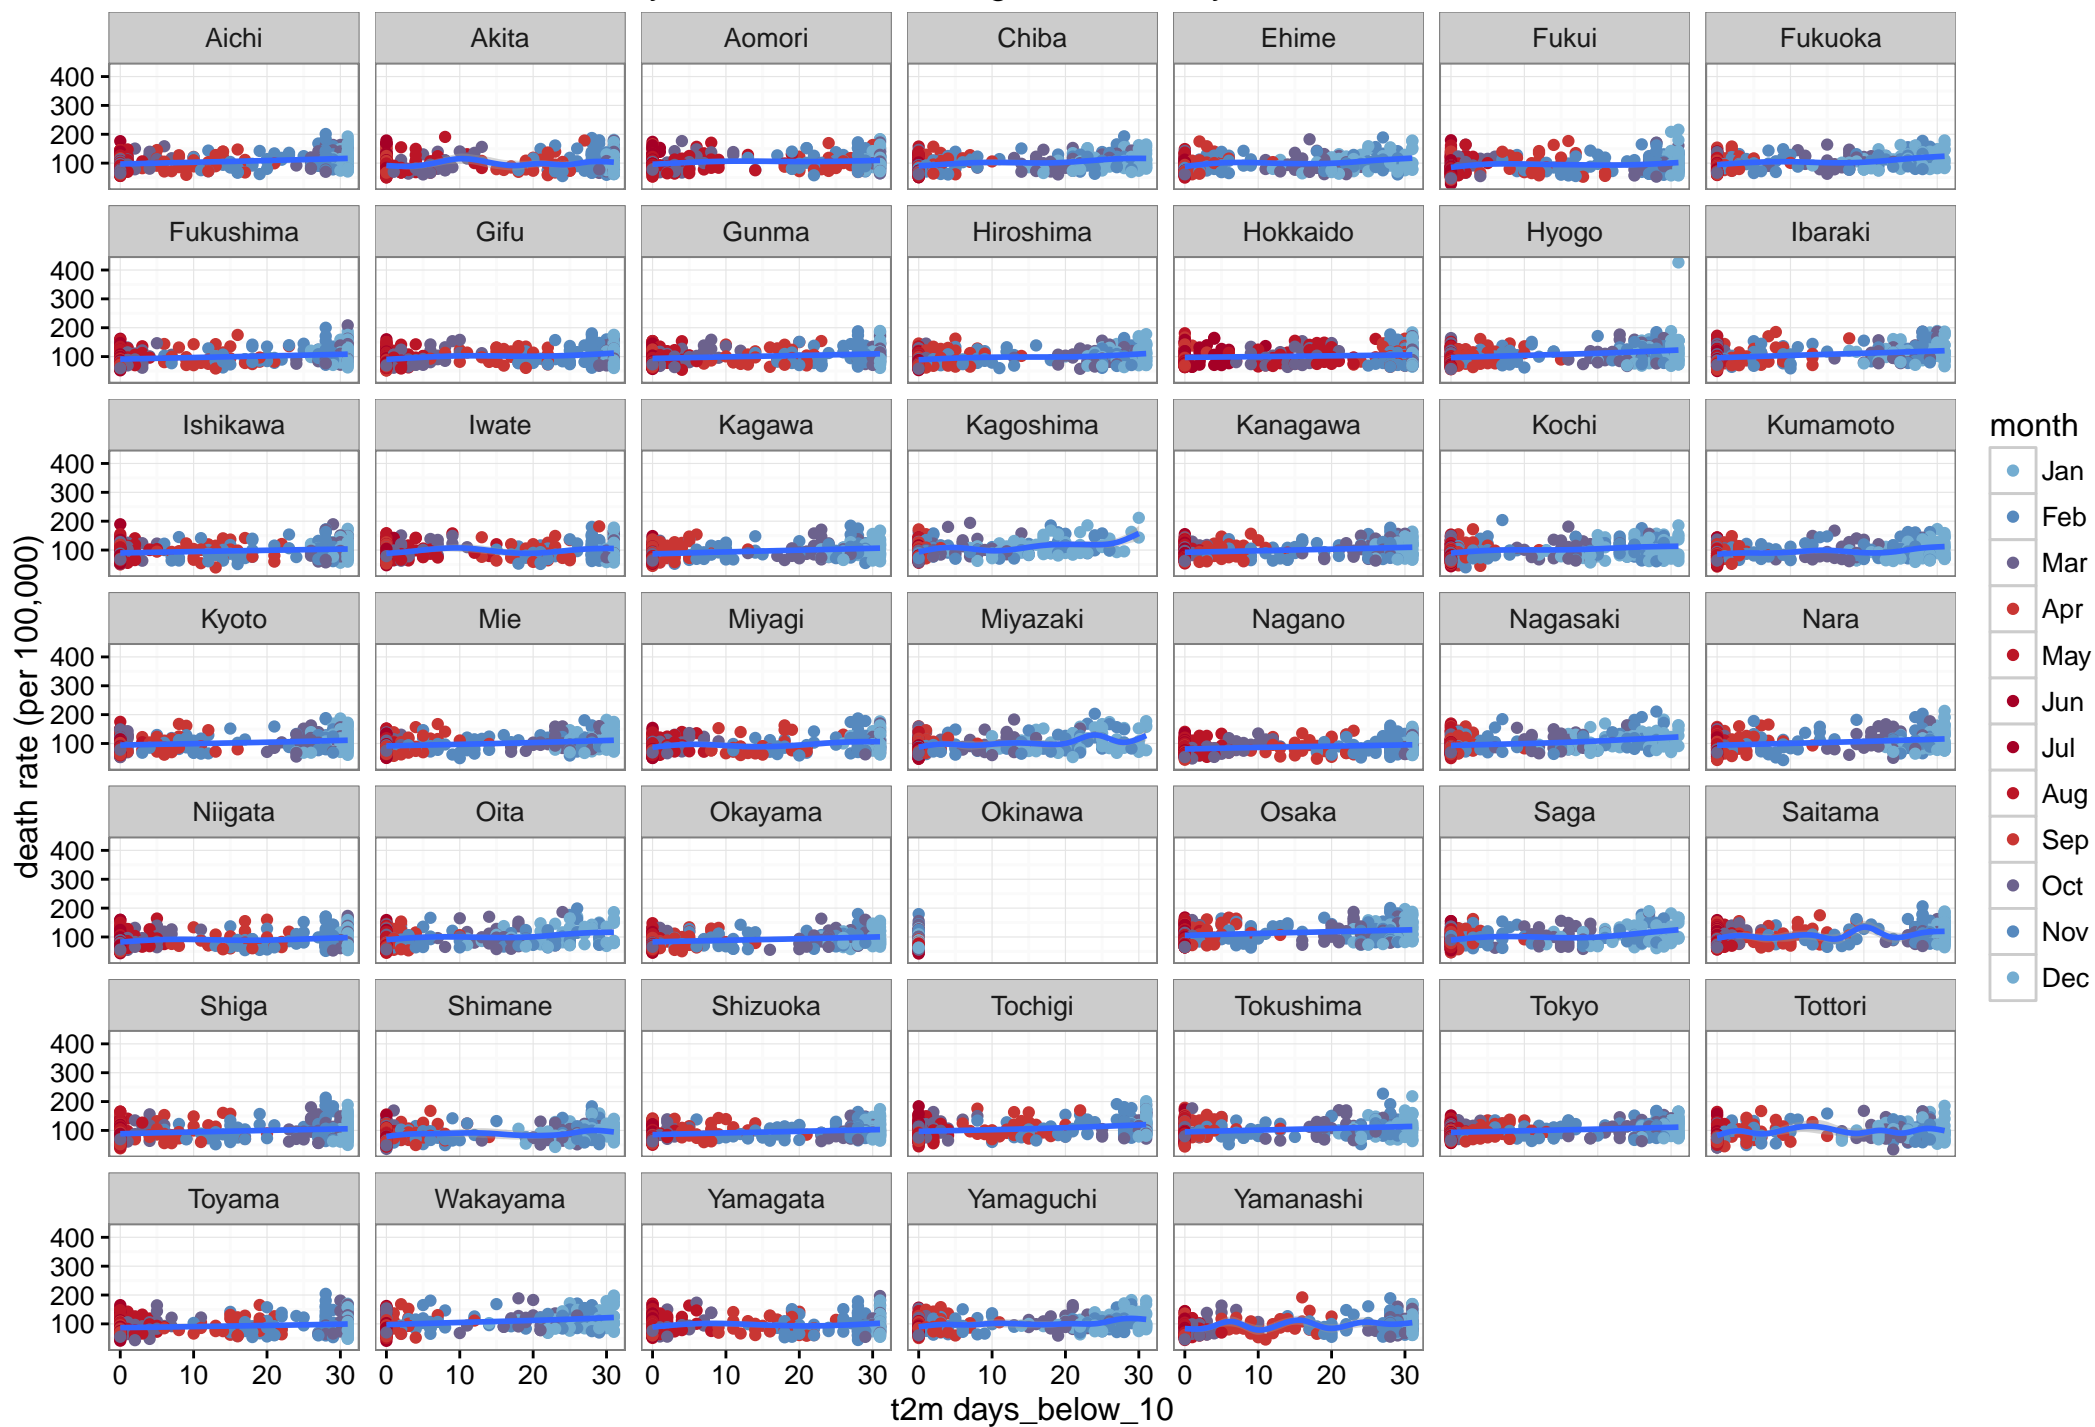 Aichi Akita Aomori Chiba Ehime Fukui Fukuoka
400
300
200
100
Fukushima Gifu Gunma Hiroshima Hokkaido Hyogo Ibaraki
400
300
200
100
Ishikawa Iwate Kagawa Kagoshima Kanagawa Kochi Kumamoto
400
300
200
100
Kyoto Mie Miyagi Miyazaki Nagano Nagasaki Nara
400
300
200
100
Niigata Oita Okayama Okinawa Osaka Saga Saitama
400
300
200
100
Shiga Shimane Shizuoka Tochigi Tokushima Tokyo Tottori
400
300
200
100
Toyama Wakayama Yamagata Yamaguchi Yamanashi
400
300
200
100
0 10 20 30 0 10 20 30 0 10 20 30 0 10 20 30 0 10 20 30
t2m days_below_10
death rate (per 100,000)
month
Jan
Feb
Mar
Apr
May
Jun
Jul
Aug
Sep
Oct
Nov
Dec